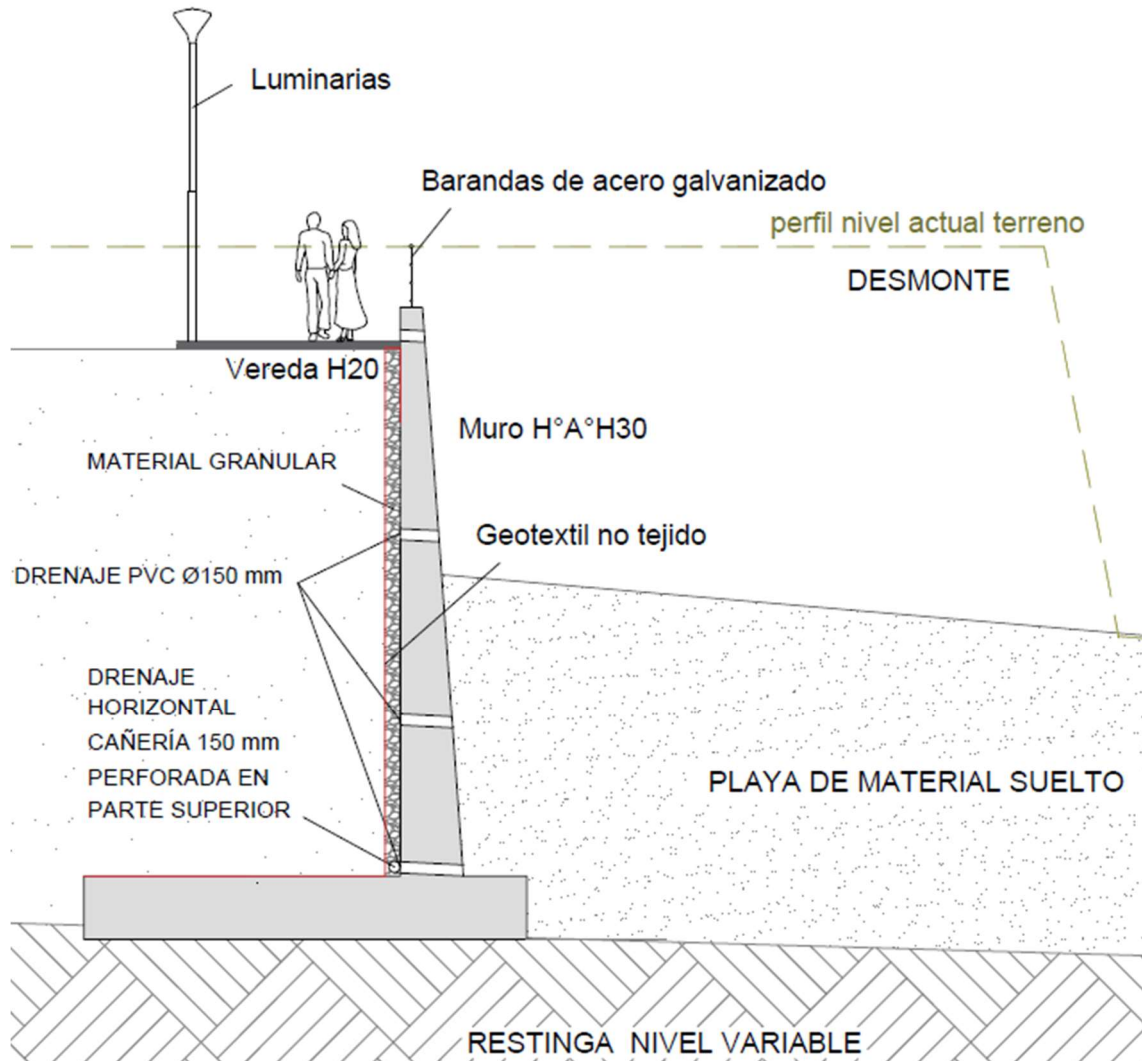 Luminarias
Barandas de acero galvanizado
perfil nivel actual terreno
DESMONTE
Vereda H20
Muro H°A°H30
MATERIAL GRANULAR
Geotextil no tejido
DRENAJE PVC Ø150 mm
DRENAJE
HORIZONTAL
CAÑERÍA 150 mm
PERFORADA EN
PARTE SUPERIOR
PLAYA DE MATERIAL SUELTO
RESTINGA NIVEL VARIABLE